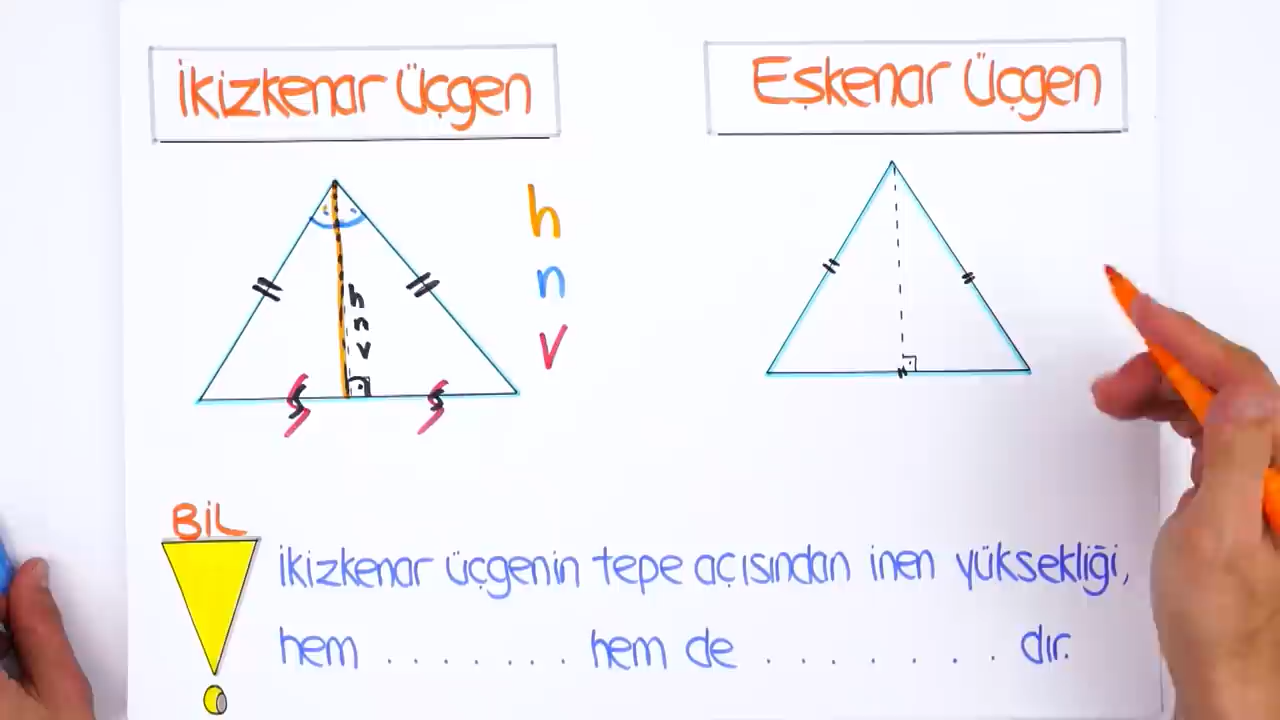 İkizkenar Üçgen
Eşkenar Üçgen
h
n
v
h
n
v
BİL
İkizkenar üçgenin tepe açısından inen yüksekliği,
hem . . . . . . . hem de . . . . . . . . dır.